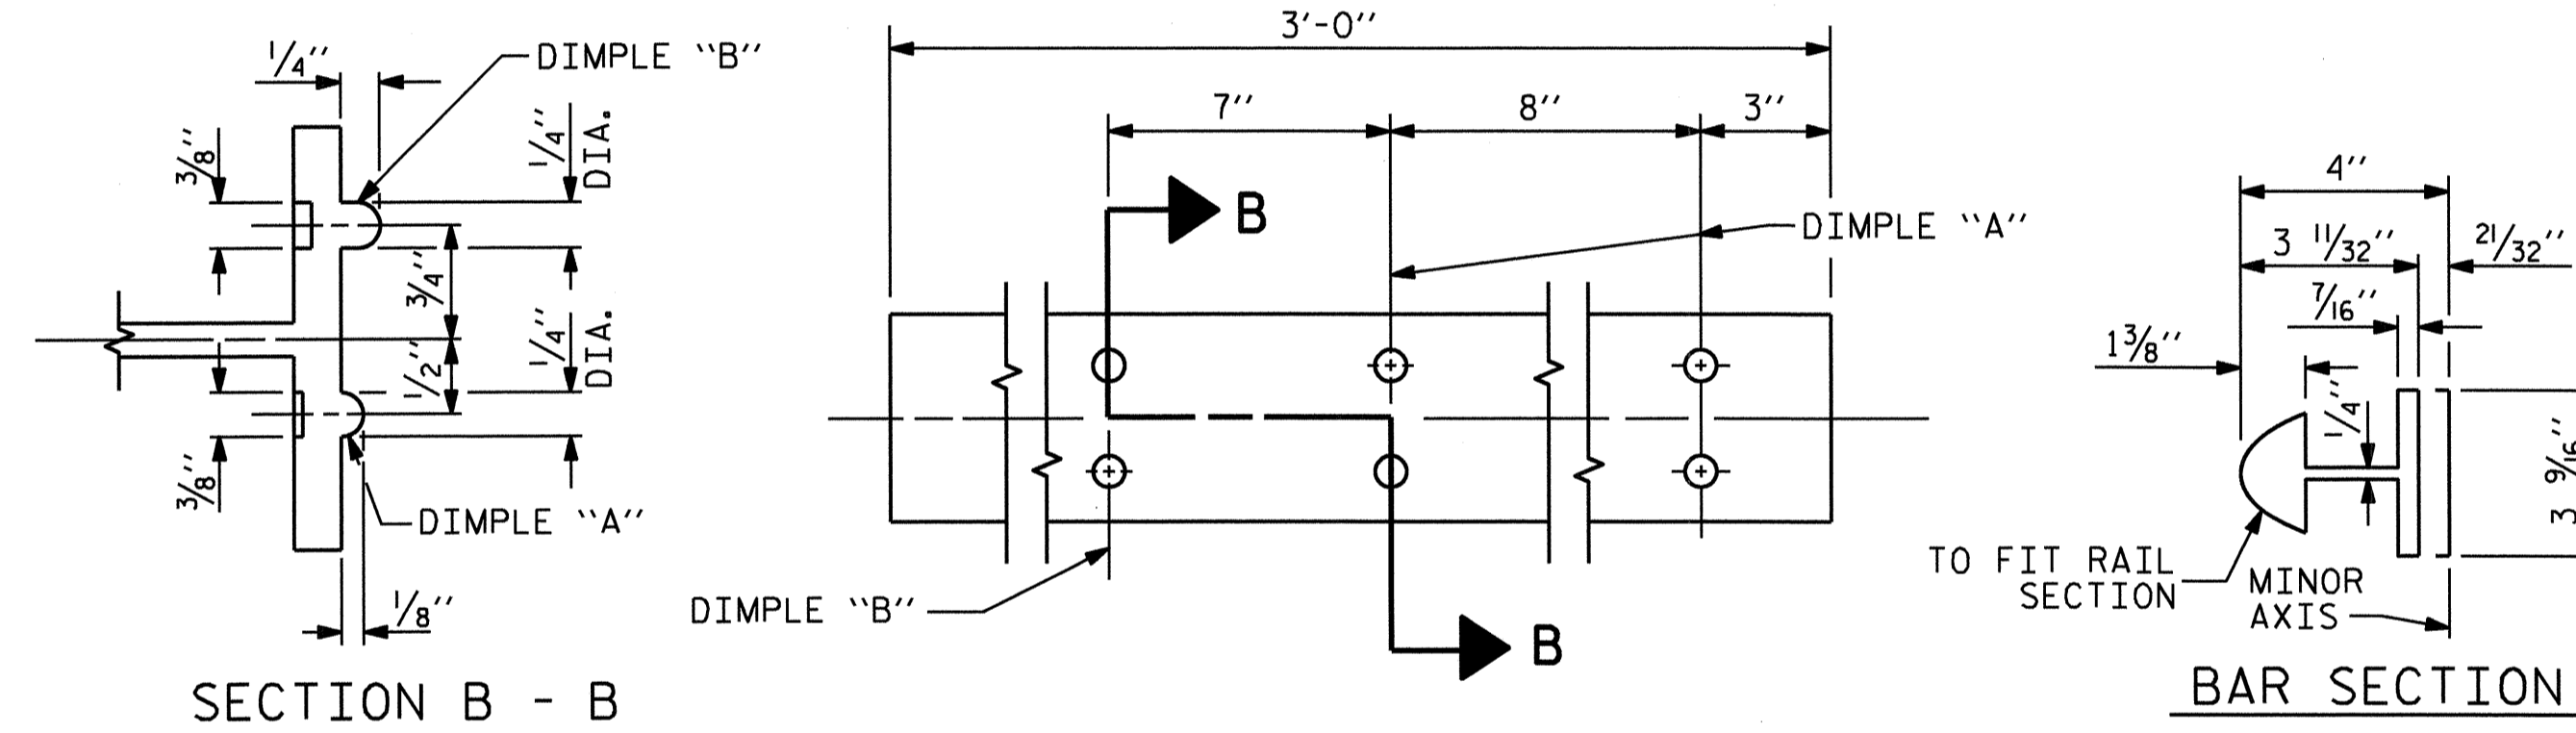 1/4"
DIMPLE "B"
3/8"
1/4" DIA.
3/4"
1/2"
1/4" DIA.
3/8"
DIMPLE "A"
1/8"
SECTION B - B
3'-0"
7"
8"
3"
B
DIMPLE "A"
DIMPLE "B"
B
4"
3 11/32"
21/32"
7/16"
1 3/8"
1/4"
3 9/16"
TO FIT RAIL
SECTION
MINOR
AXIS
BAR SECTION